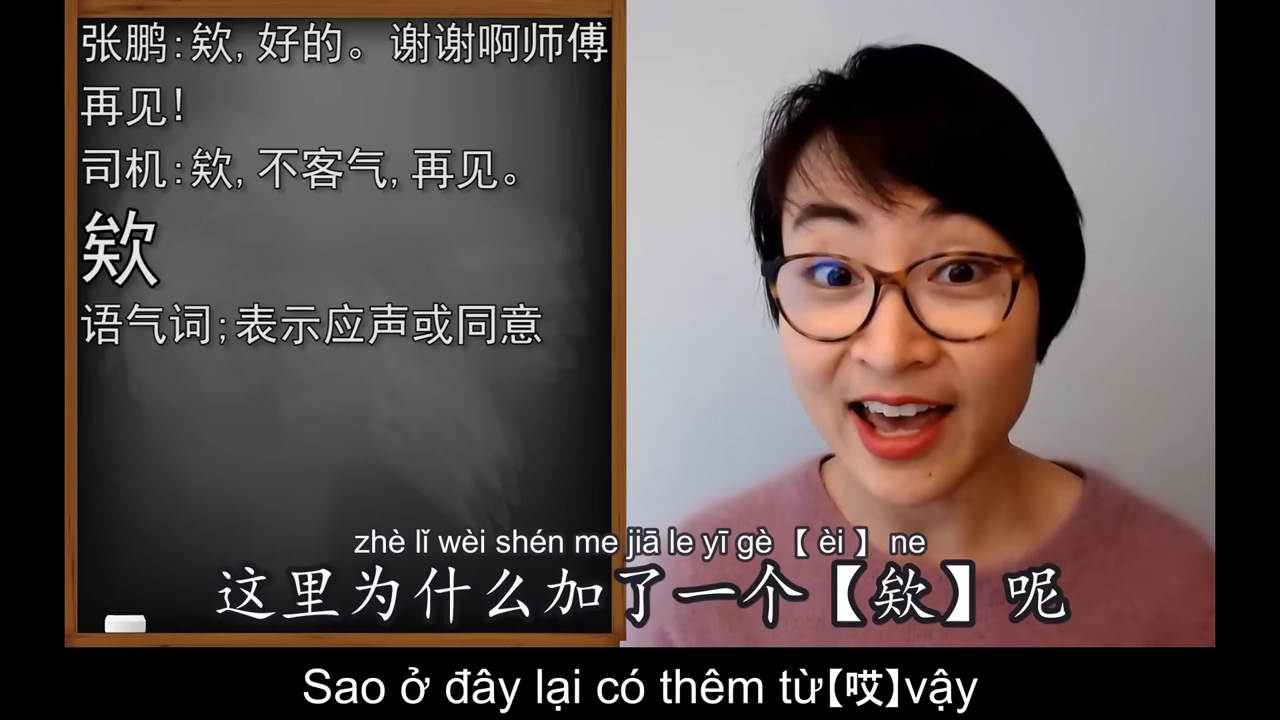 张鹏:欸,好的。谢谢啊师傅
再见!
司机:欸,不客气,再见。
欸
语气词;表示应声或同意
zhè lǐ wèi shén me jiā le yī gè【 èi 】 ne
这里为什么加了一个【欸】呢
Sao ở đây lại có thêm từ【哎】vậy